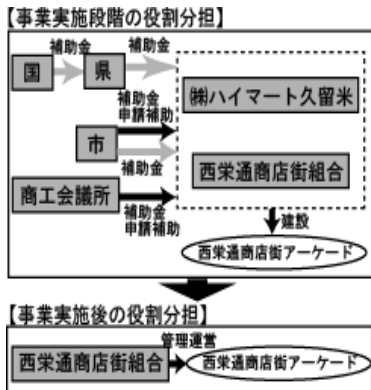 【事業実施段階の役割分担】
補助金
補助金
国
県
㈱ハイマート久留米
補助金
申請補助
市
補助金
西栄通商店街組合
商工会議所
補助金
申請補助
建設
西栄通商店街アーケード
【事業実施後の役割分担】
管理運営
西栄通商店街組合
西栄通商店街アーケード